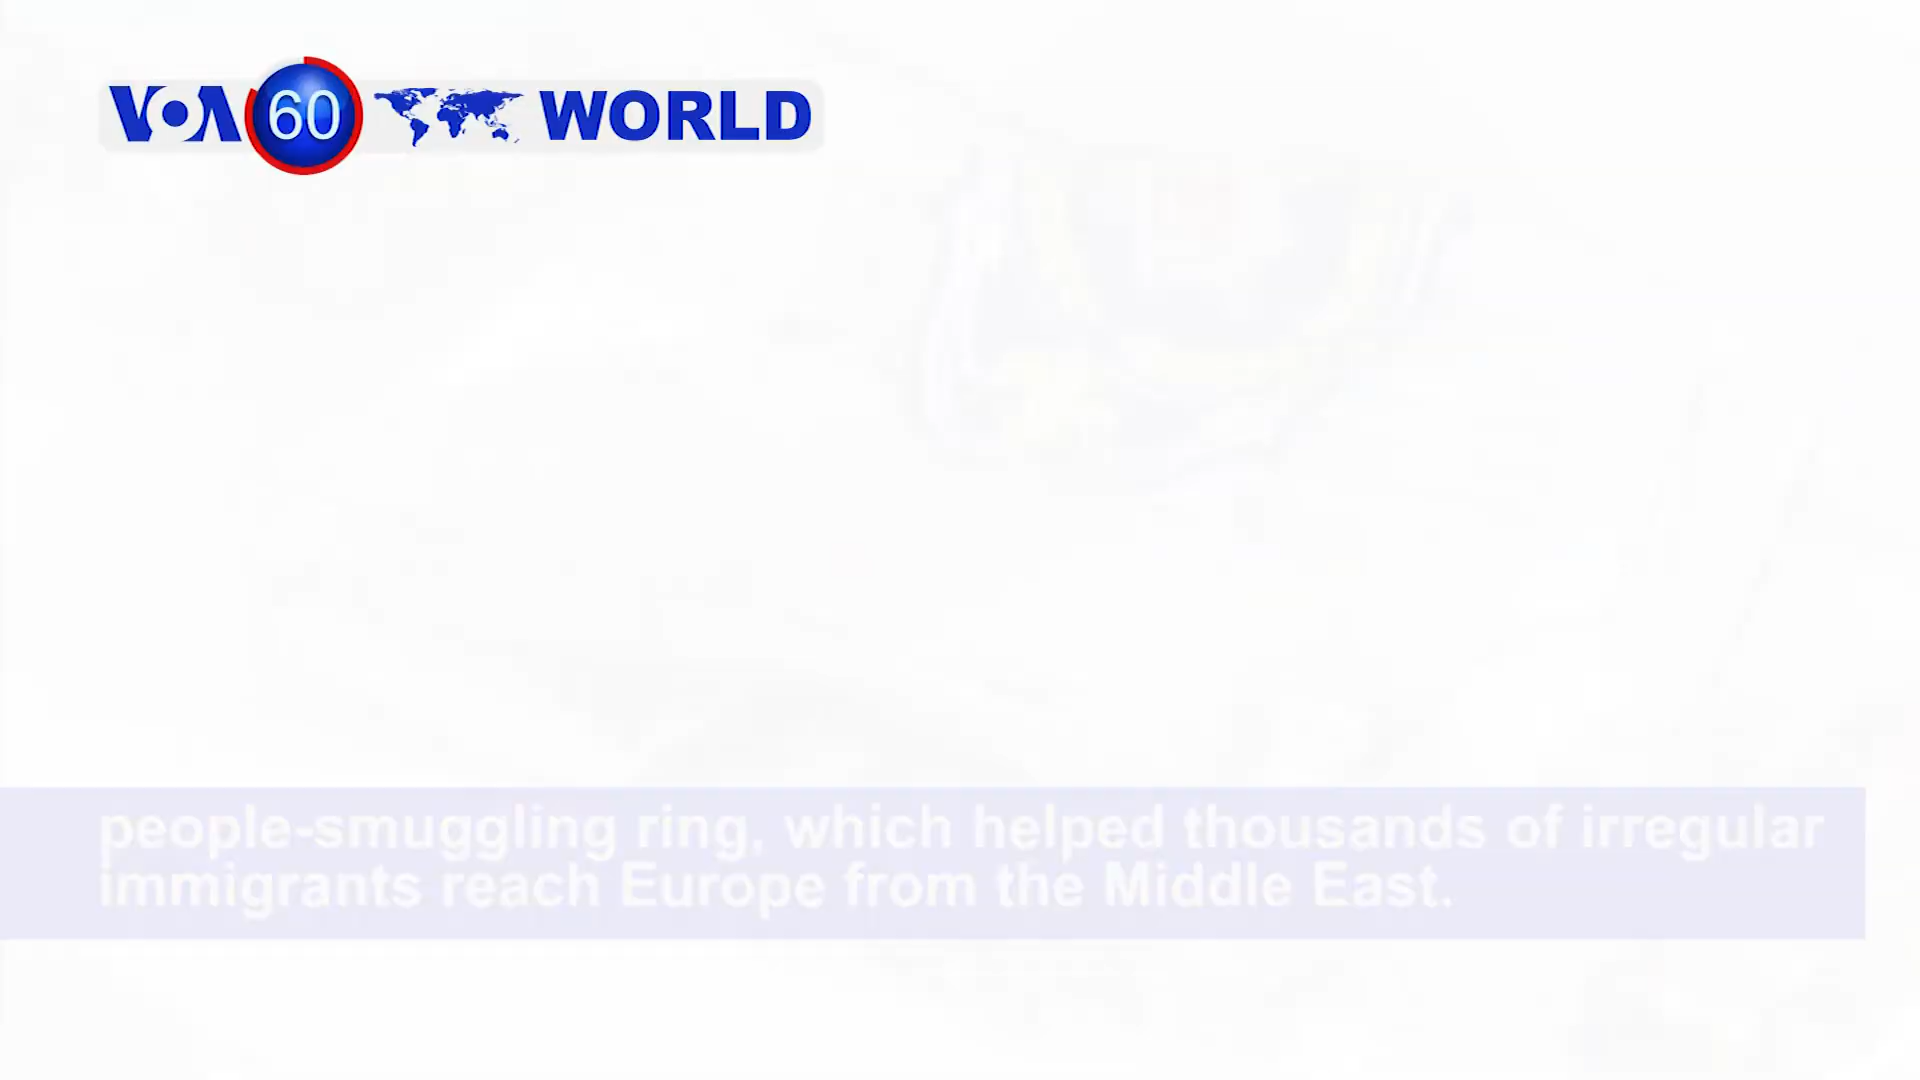 VOA 60 WORLD
people-smuggling ring, which helped thousands of irregular
immigrants reach Europe from the Middle East.